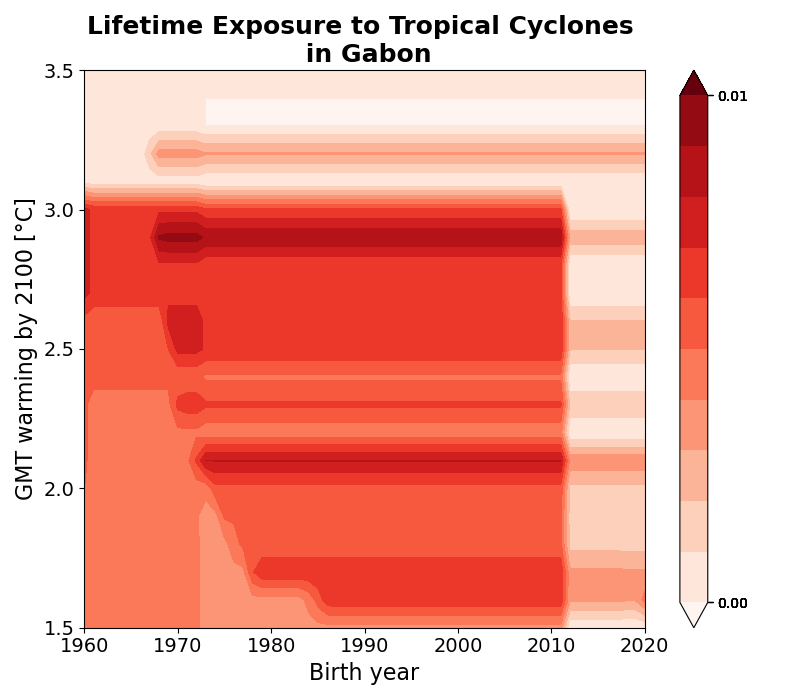 Lifetime Exposure to Tropical Cyclones
in Gabon
3.5
3.0
2.5
2.0
1.5
GMT warming by 2100 [°C]
1960 1970 1980 1990 2000 2010 2020
Birth year
0.01
0.00